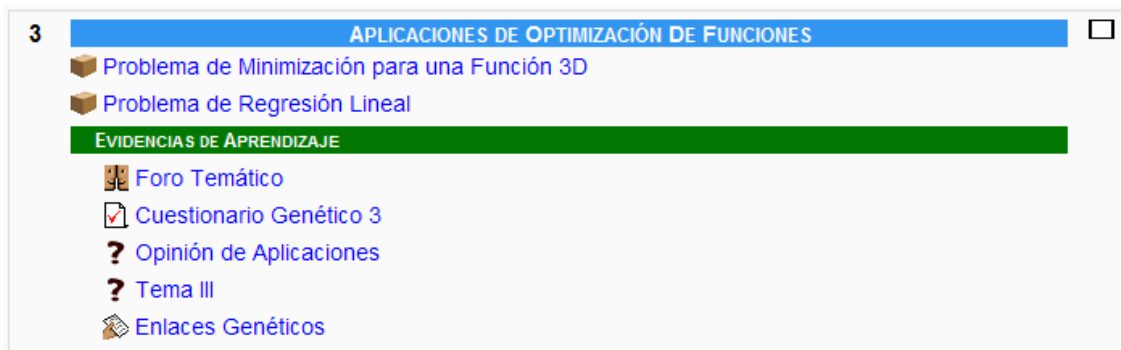 3 APLICACIONES DE OPTIMIZACIÓN DE FUNCIONES
Problema de Minimización para una Función 3D
Problema de Regresión Lineal
EVIDENCIAS DE APRENDIZAJE
Foro Temático
Cuestionario Genético 3
? Opinión de Aplicaciones
? Tema III
Enlaces Genéticos